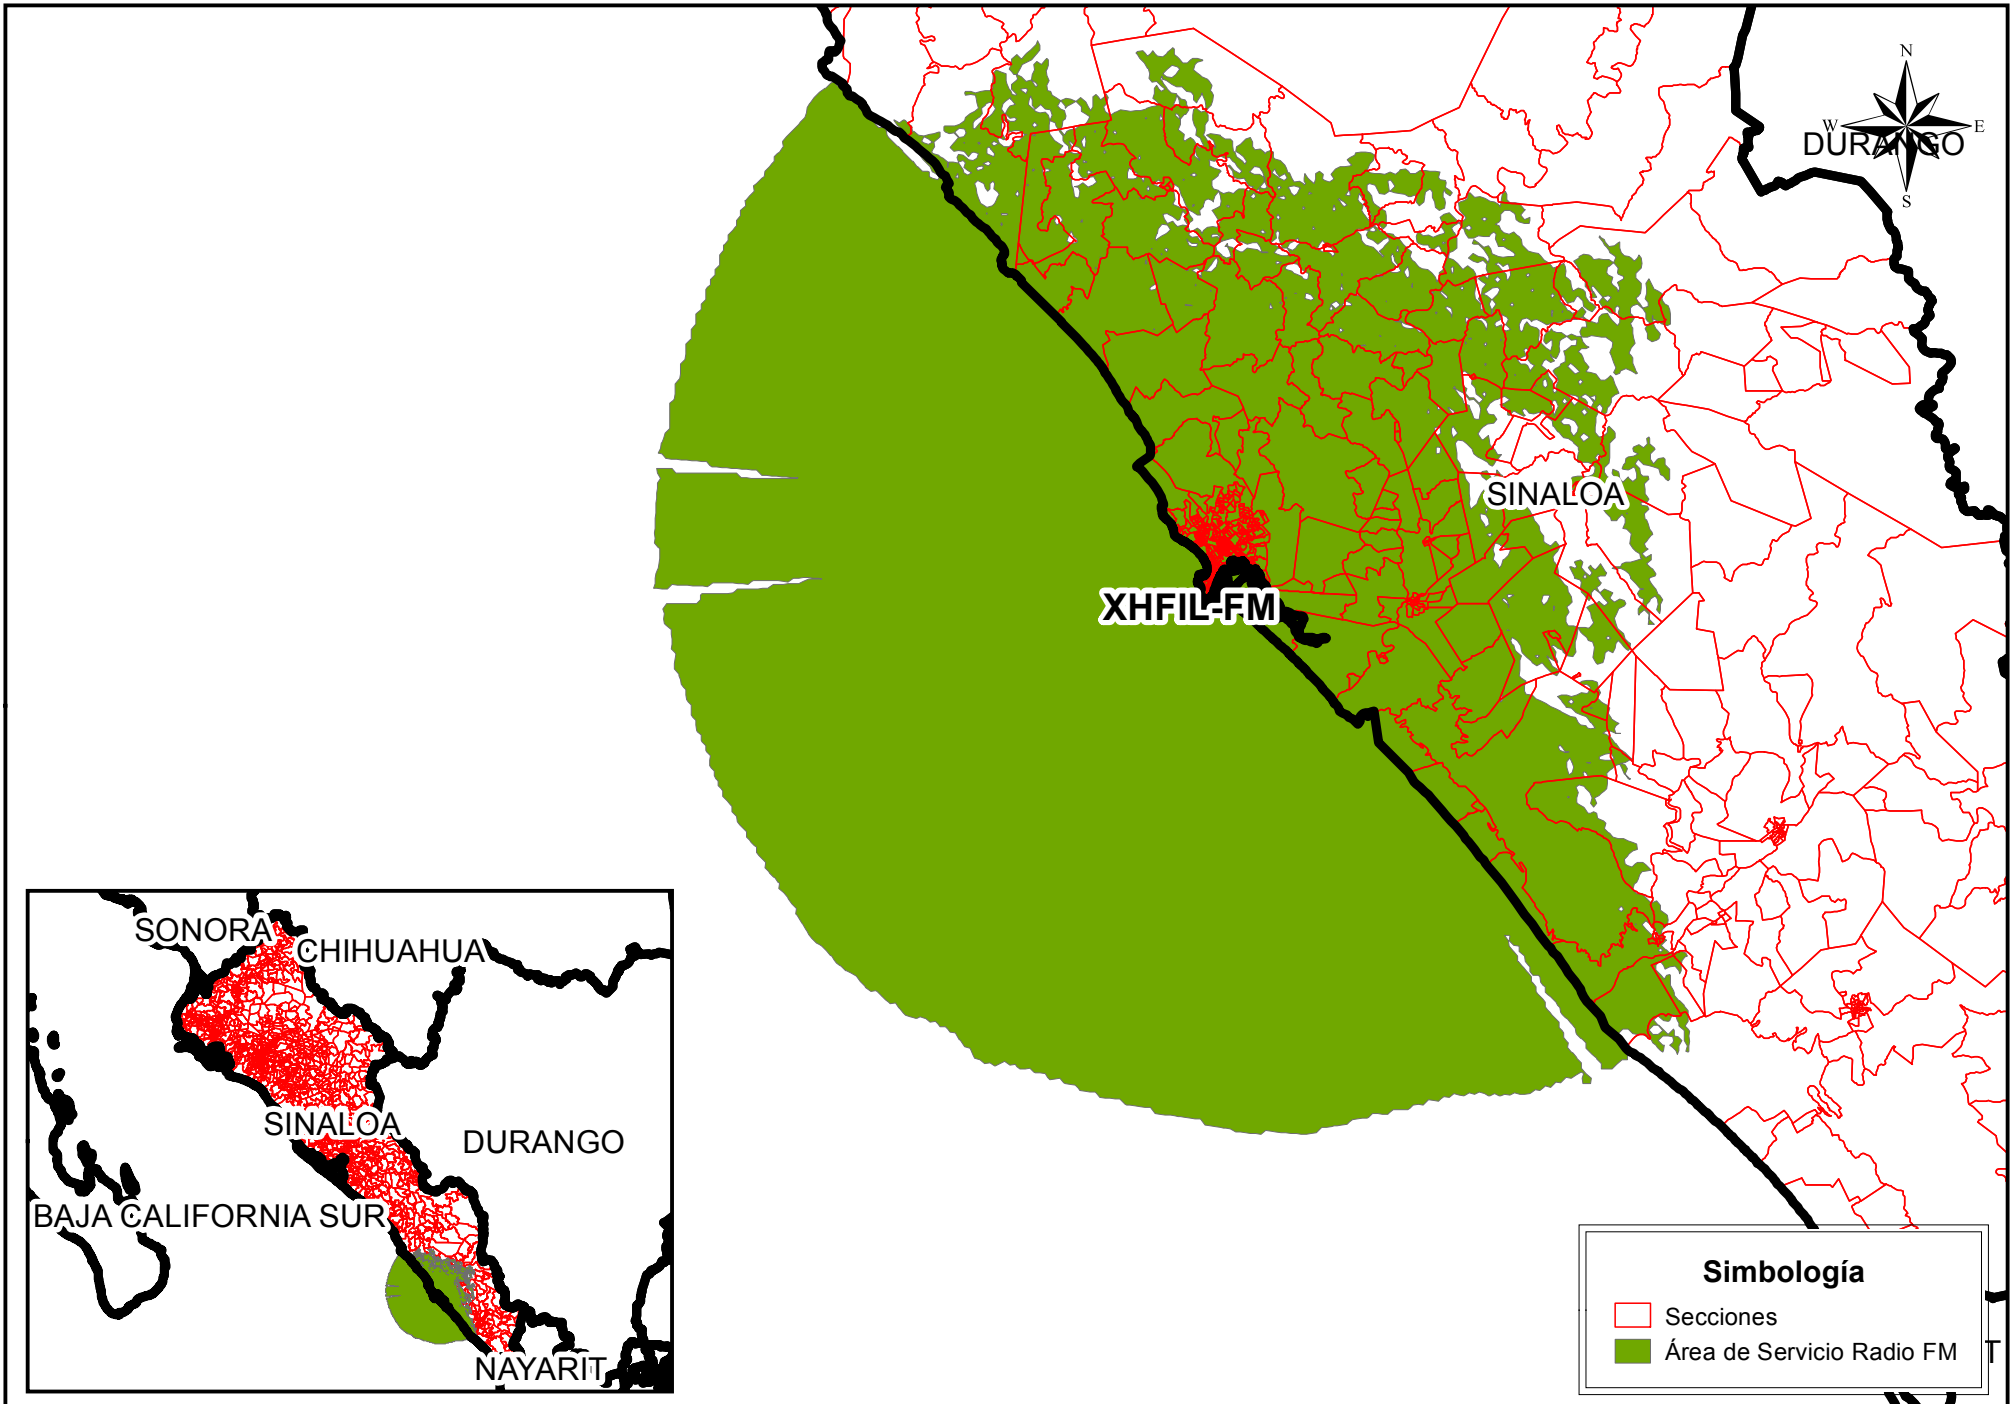 N
W
E
DURANGO
S
SINALOA
XHFIL-FM
SONORA
CHIHUAHUA
SINALOA
DURANGO
BAJA CALIFORNIA SUR
NAYARIT
Simbología
Secciones
Área de Servicio Radio FM
T